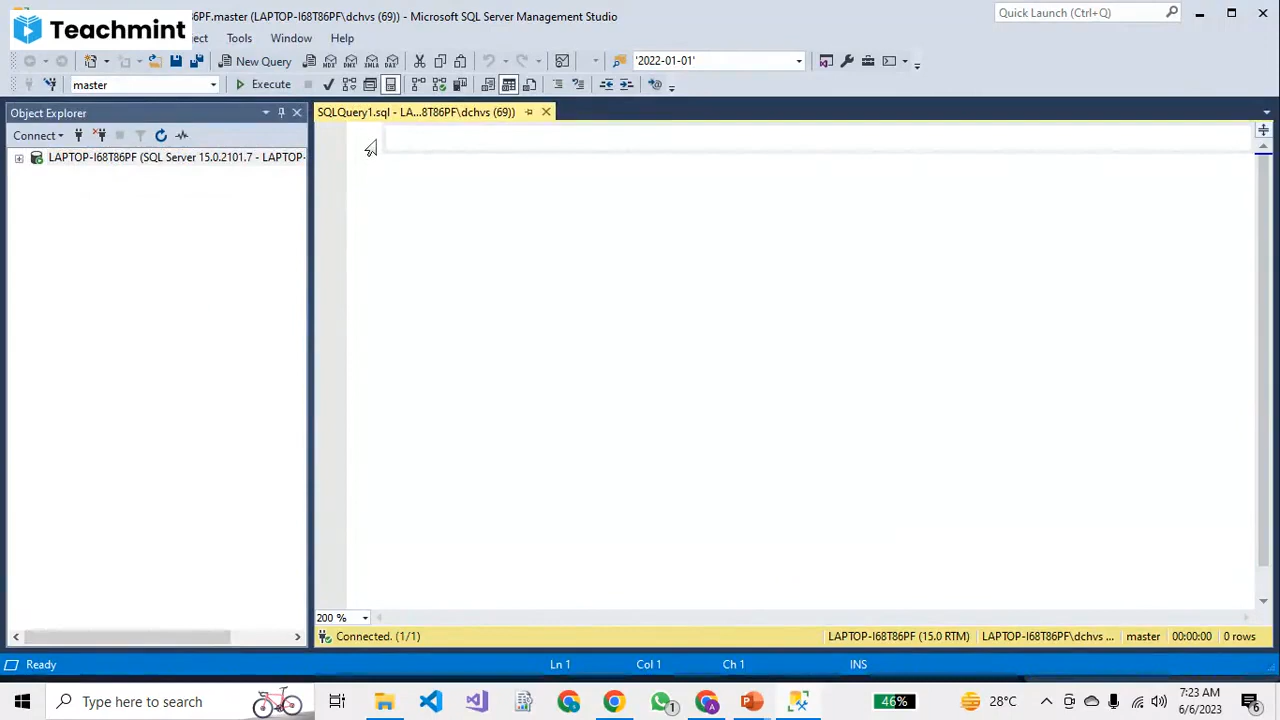 Teachmint
6PF.master (LAPTOP-I68T86PF\dchvs (69)) - Microsoft SQL Server Management Studio
Quick Launch (Ctrl+Q)
Tools Window Help
New Query
'2022-01-01'
master
Execute
Object Explorer
SQLQuery1.sql - LA...8T86PF\dchvs (69))
Connect
LAPTOP-I68T86PF (SQL Server 15.0.2101.7 - LAPTOP-
200 %
Connected. (1/1)
LAPTOP-I68T86PF (15.0 RTM)
LAPTOP-I68T86PF\dchvs ...
master
00:00:00
0 rows
Ready
Ln 1
Col 1
Ch 1
INS
Type here to search
1
46%
28°C
7:23 AM
6/6/2023
6